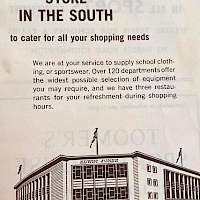 STORE
IN THE SOUTH
to cater for all your shopping needs
We are at your service to supply school cloth-
ing, or sportswear. Over 120 departments offer
the widest possible selection of equipment
you may require, and we have three restau-
rants for your refreshment during shopping
hours.